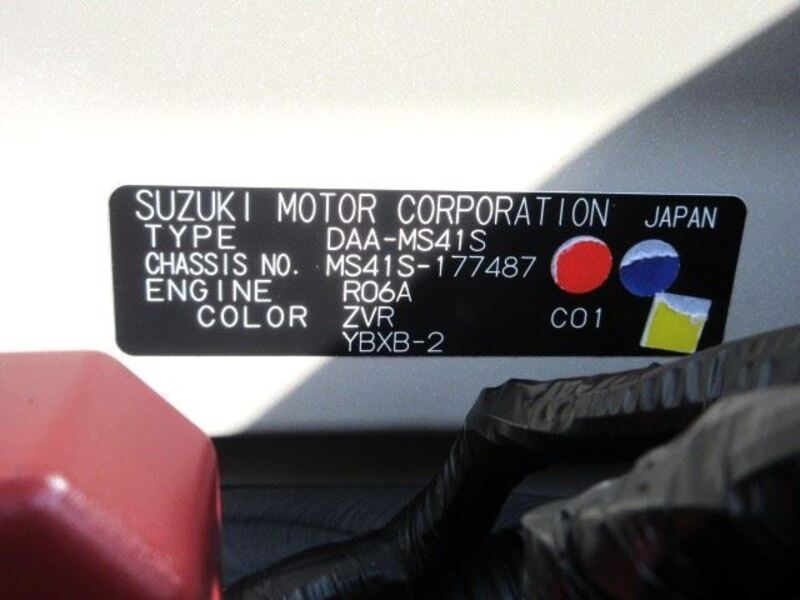 SUZUKI MOTOR CORPORATION JAPAN
TYPE DAA-MS41S
CHASSIS NO. MS41S-177487
ENGINE R06A
COLOR ZVR C01
YBXB-2